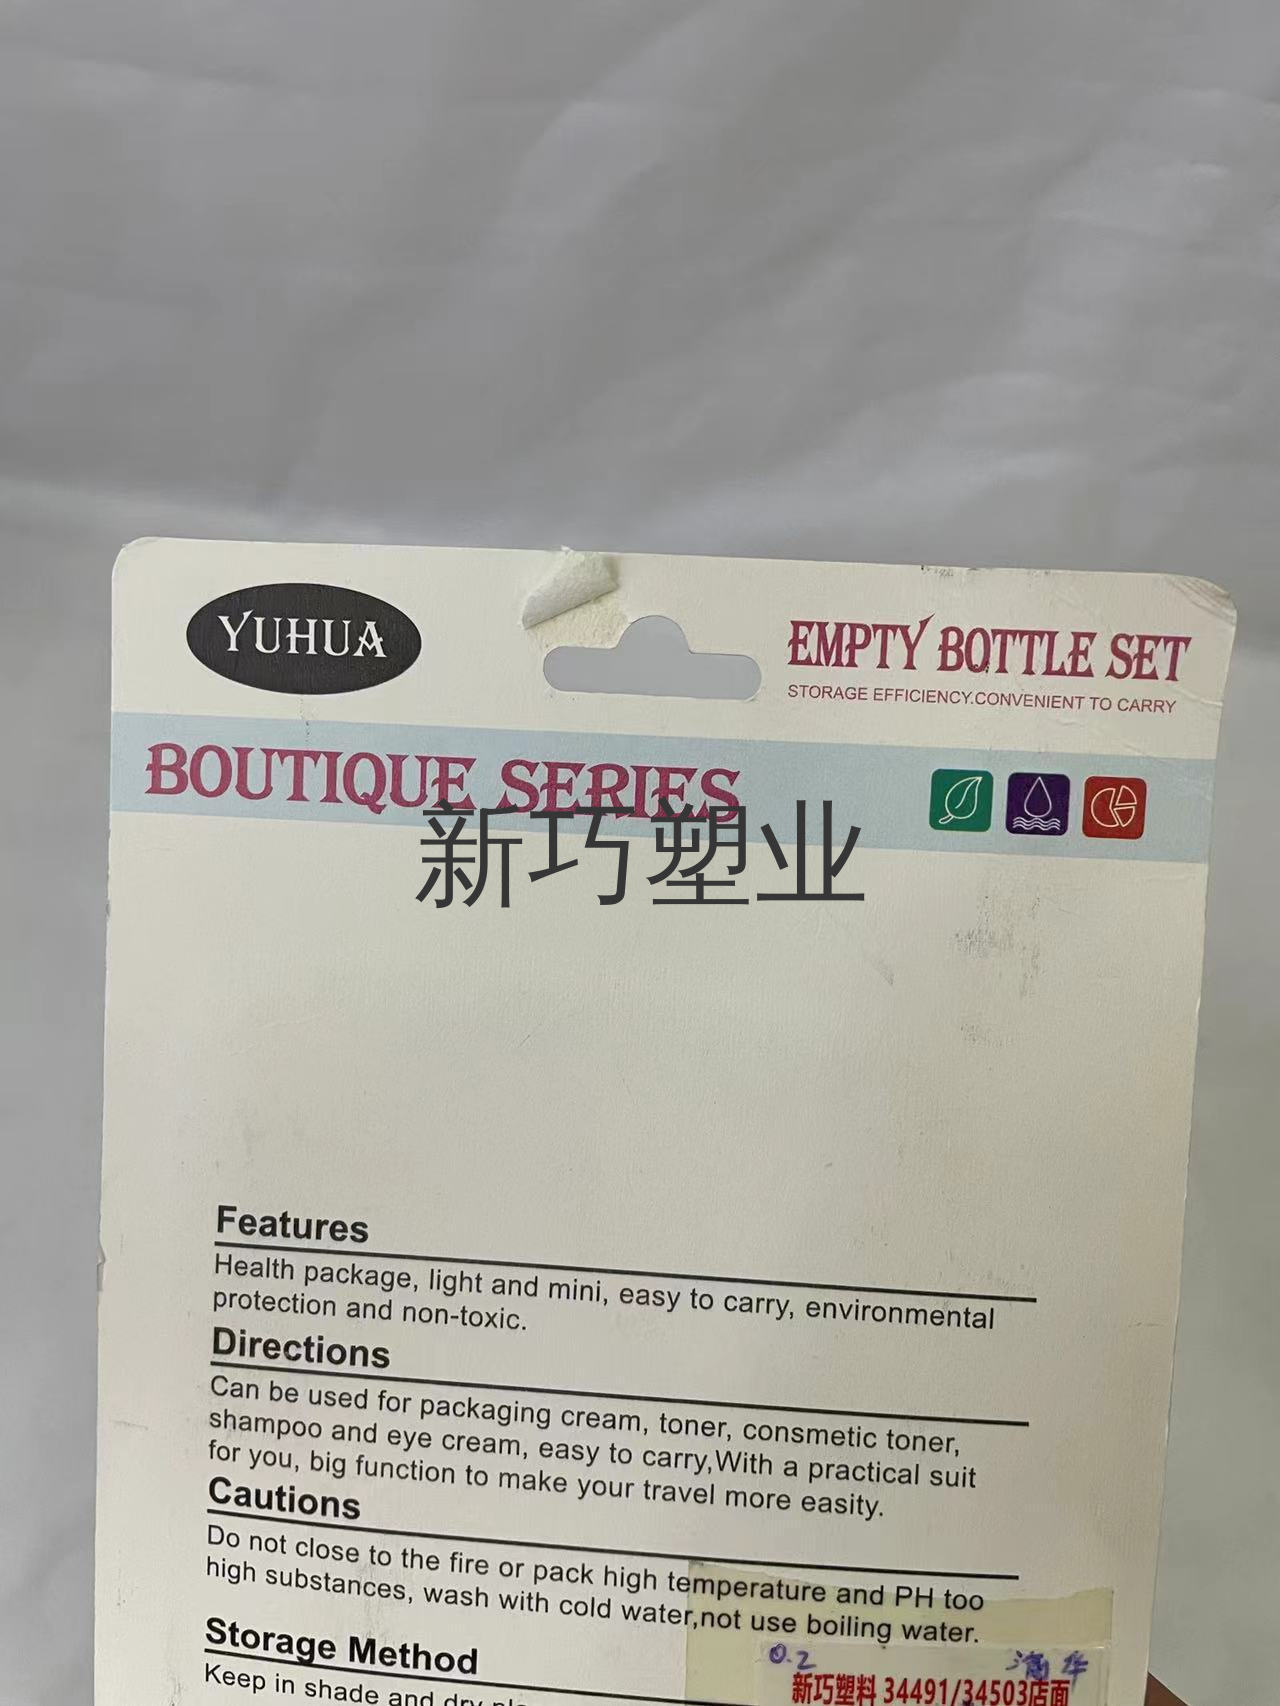 YUHUA
EMPTY BOTTLE SET
STORAGE EFFICIENCY.CONVENIENT TO CARRY
BOUTIQUE SERIES
新巧塑业
Features
Health package, light and mini, easy to carry, environmental
protection and non-toxic.
Directions
Can be used for packaging cream, toner, consmetic toner,
shampoo and eye cream, easy to carry,With a practical suit
for you, big function to make your travel more easity.
Cautions
Do not close to the fire or pack high temperature and PH too
high substances, wash with cold water,not use boiling water.
Storage Method
Keep in shade and dry
0.2
新巧塑料 34491/34503店面